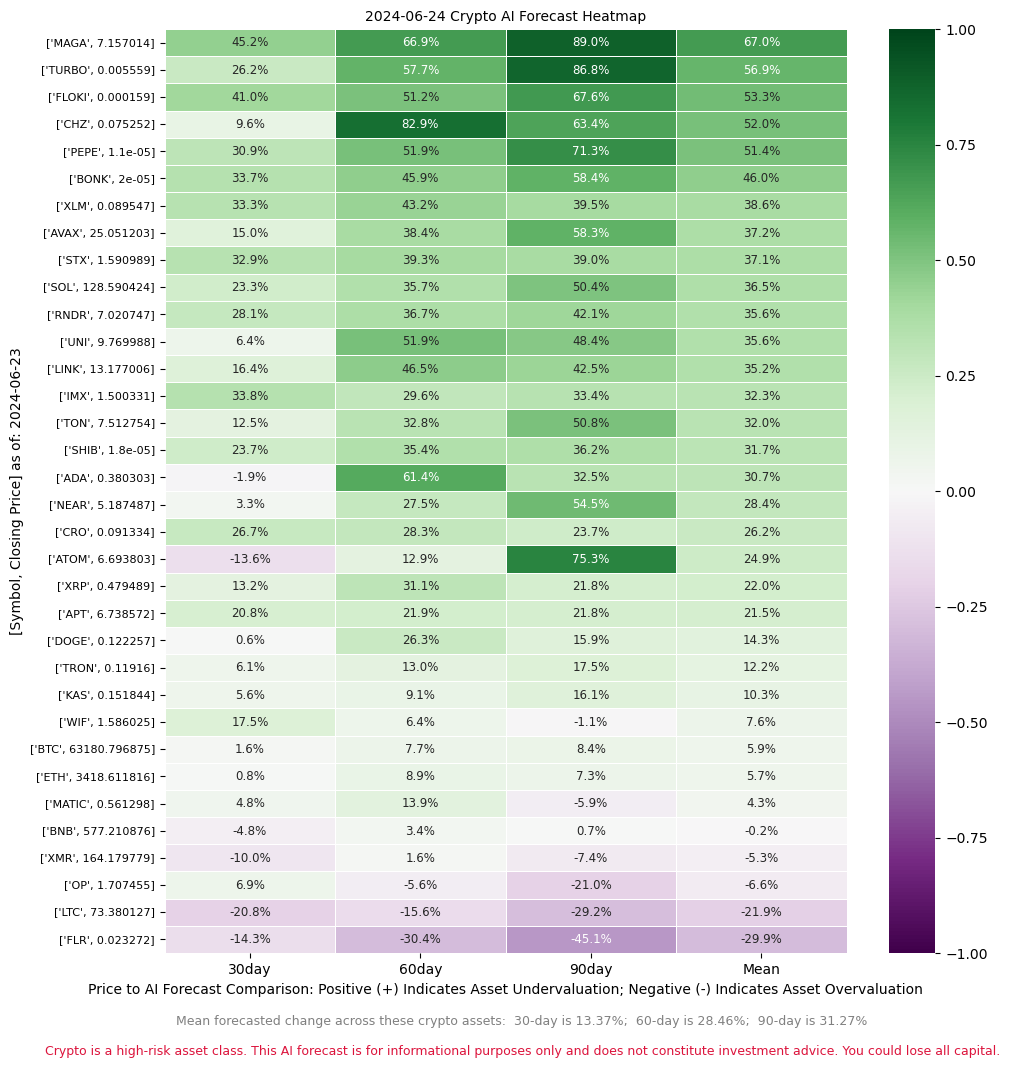 2024-06-24 Crypto AI Forecast Heatmap
['MAGA', 7.157014] 45.2% 66.9% 89.0% 67.0%
['TURBO', 0.005559] 26.2% 57.7% 86.8% 56.9%
['FLOKI', 0.000159] 41.0% 51.2% 67.6% 53.3%
['CHZ', 0.075252] 9.6% 82.9% 63.4% 52.0%
['PEPE', 1.1e-05] 30.9% 51.9% 71.3% 51.4%
['BONK', 2e-05] 33.7% 45.9% 58.4% 46.0%
['XLM', 0.089547] 33.3% 43.2% 39.5% 38.6%
['AVAX', 25.051203] 15.0% 38.4% 58.3% 37.2%
['STX', 1.590989] 32.9% 39.3% 39.0% 37.1%
['SOL', 128.590424] 23.3% 35.7% 50.4% 36.5%
['RNDR', 7.020747] 28.1% 36.7% 42.1% 35.6%
['UNI', 9.769988] 6.4% 51.9% 48.4% 35.6%
['LINK', 13.177006] 16.4% 46.5% 42.5% 35.2%
['IMX', 1.500331] 33.8% 29.6% 33.4% 32.3%
['TON', 7.512754] 12.5% 32.8% 50.8% 32.0%
['SHIB', 1.8e-05] 23.7% 35.4% 36.2% 31.7%
['ADA', 0.380303] -1.9% 61.4% 32.5% 30.7%
['NEAR', 5.187487] 3.3% 27.5% 54.5% 28.4%
['CRO', 0.091334] 26.7% 28.3% 23.7% 26.2%
['ATOM', 6.693803] -13.6% 12.9% 75.3% 24.9%
['XRP', 0.479489] 13.2% 31.1% 21.8% 22.0%
['APT', 6.738572] 20.8% 21.9% 21.8% 21.5%
['DOGE', 0.122257] 0.6% 26.3% 15.9% 14.3%
['TRON', 0.11916] 6.1% 13.0% 17.5% 12.2%
['KAS', 0.151844] 5.6% 9.1% 16.1% 10.3%
['WIF', 1.586025] 17.5% 6.4% -1.1% 7.6%
['BTC', 63180.796875] 1.6% 7.7% 8.4% 5.9%
['ETH', 3418.611816] 0.8% 8.9% 7.3% 5.7%
['MATIC', 0.561298] 4.8% 13.9% -5.9% 4.3%
['BNB', 577.210876] -4.8% 3.4% 0.7% -0.2%
['XMR', 164.179779] -10.0% 1.6% -7.4% -5.3%
['OP', 1.707455] 6.9% -5.6% -21.0% -6.6%
['LTC', 73.380127] -20.8% -15.6% -29.2% -21.9%
['FLR', 0.023272] -14.3% -30.4% -45.1% -29.9%
30day 60day 90day Mean
[Symbol, Closing Price] as of: 2024-06-23
1.00
0.75
0.50
0.25
0.00
−0.25
−0.50
−0.75
−1.00
Price to AI Forecast Comparison: Positive (+) Indicates Asset Undervaluation; Negative (-) Indicates Asset Overvaluation
Mean forecasted change across these crypto assets:  30-day is 13.37%;  60-day is 28.46%;  90-day is 31.27%
Crypto is a high-risk asset class. This AI forecast is for informational purposes only and does not constitute investment advice. You could lose all capital.